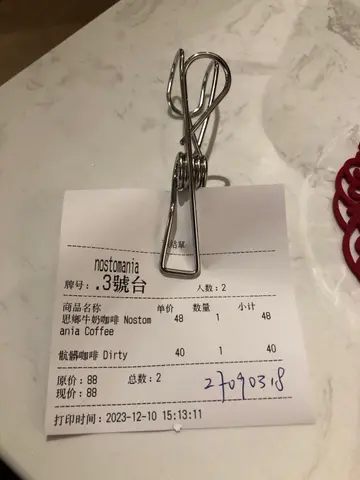 结单
nostomania
牌号：.3號台 人数：2
商品名称 单价 数量 小计
思鄉牛奶咖啡 Nostom 48 1 48
ania Coffee
骯髒咖啡 Dirty 40 1 40
原价：88 总数：2
现价：88
27090318
打印时间：2023-12-10 15:13:11